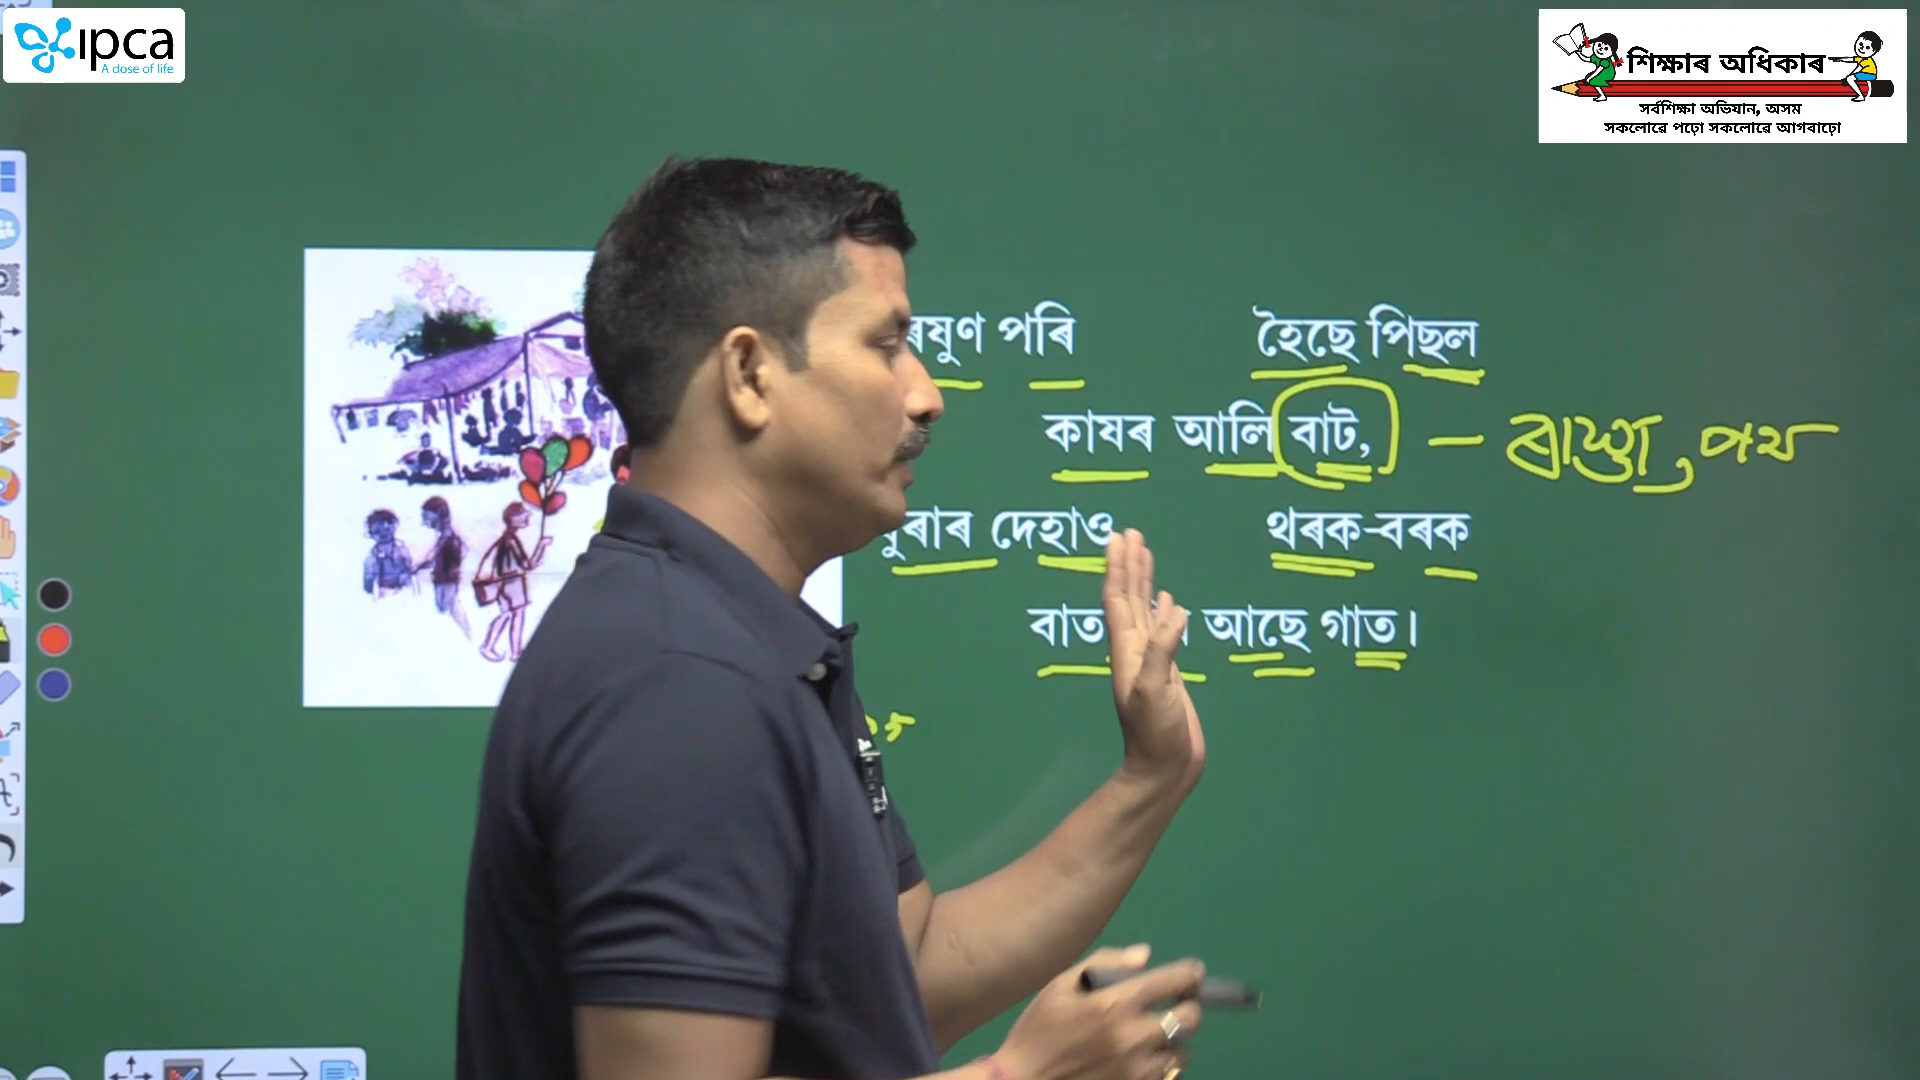 ipca
A dose of life
শিক্ষাৰ অধিকাৰ
সৰ্বশিক্ষা অভিযান, অসম
সকলোৱে পঢ়ো সকলোৱে আগবাঢ়ো
পৰি হৈছে পিছল
কাষৰ আলি বাট, — ৰাস্তা, পথ
দেহাও থৰক-বৰক
বাত আছে গাত।